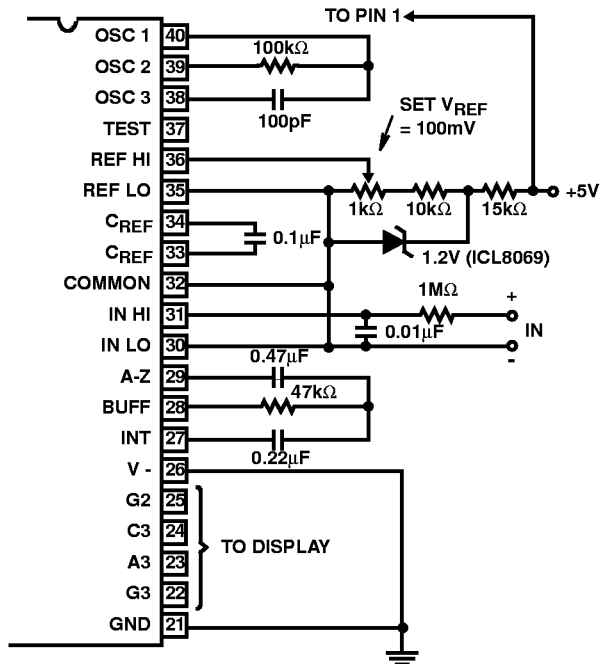 TO PIN 1
OSC 1 40
100kΩ
OSC 2 39
OSC 3 38
100pF
TEST 37
SET VREF
= 100mV
REF HI 36
REF LO 35
1kΩ 10kΩ 15kΩ
+5V
CREF 34
0.1µF
CREF 33
1.2V (ICL8069)
COMMON 32
1MΩ
IN HI 31
+
0.01µF
IN
IN LO 30
-
0.47µF
A-Z 29
47kΩ
BUFF 28
INT 27
0.22µF
V - 26
G2 25
C3 24
TO DISPLAY
A3 23
G3 22
GND 21